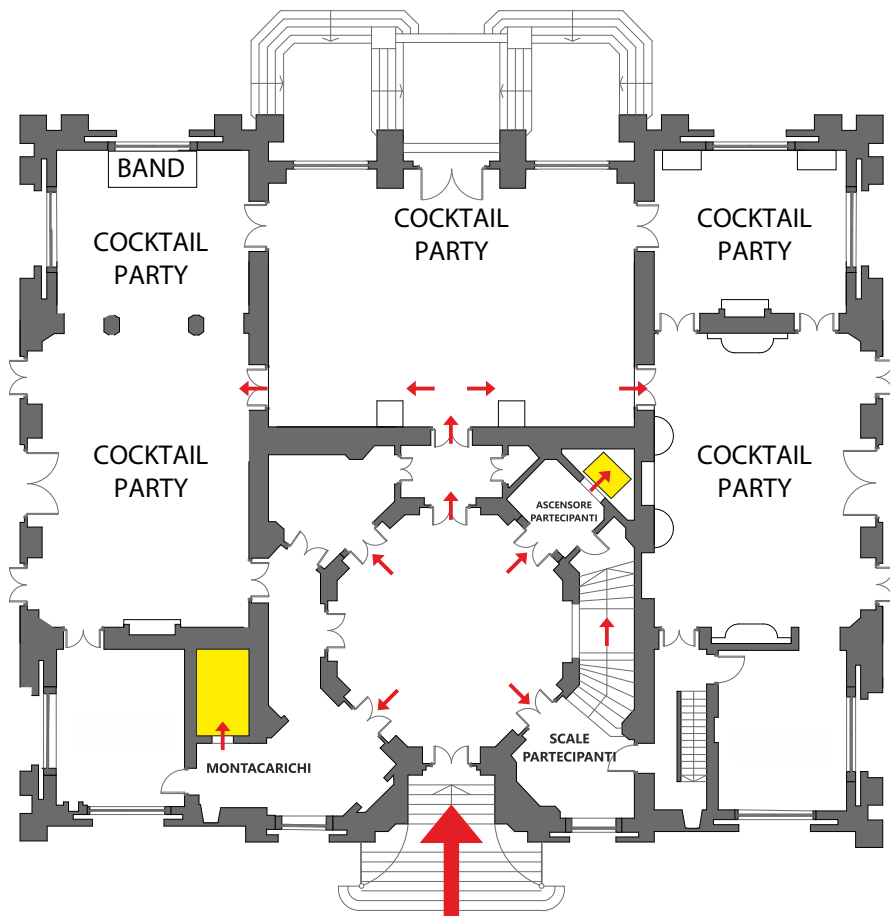 BAND
COCKTAIL
PARTY
COCKTAIL
PARTY
COCKTAIL
PARTY
COCKTAIL
PARTY
COCKTAIL
PARTY
ASCENSORE
PARTECIPANTI
SCALE
PARTECIPANTI
MONTACARICHI